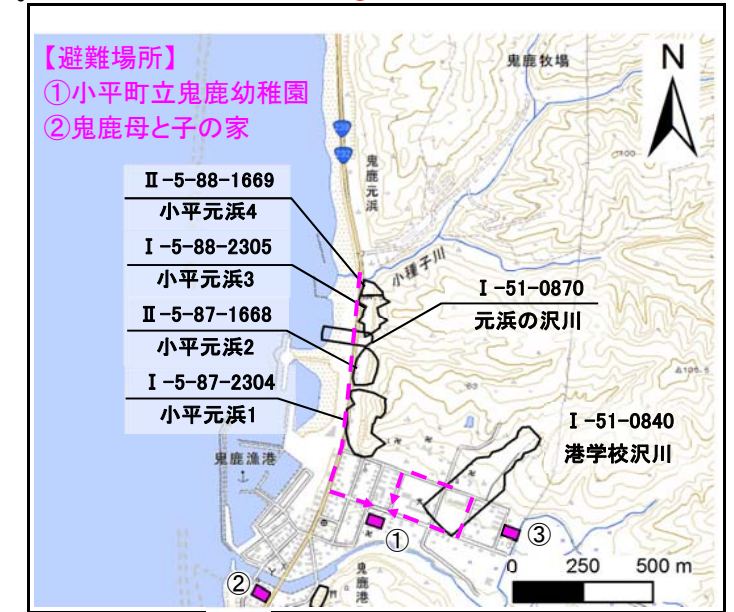 【避難場所】
①小平町立鬼鹿幼稚園
②鬼鹿母と子の家
鬼鹿牧場
N
239
232
鬼鹿元浜
100
Ⅱ-5-88-1669
小平元浜4
Ⅰ-5-88-2305
小平元浜3
小種子川
Ⅰ-51-0870
元浜の沢川
Ⅱ-5-87-1668
小平元浜2
Ⅰ-5-87-2304
小平元浜1
63
Ⅰ-51-0840
港学校沢川
鬼鹿漁港
①
②
③
鬼鹿港
0 250 500 m